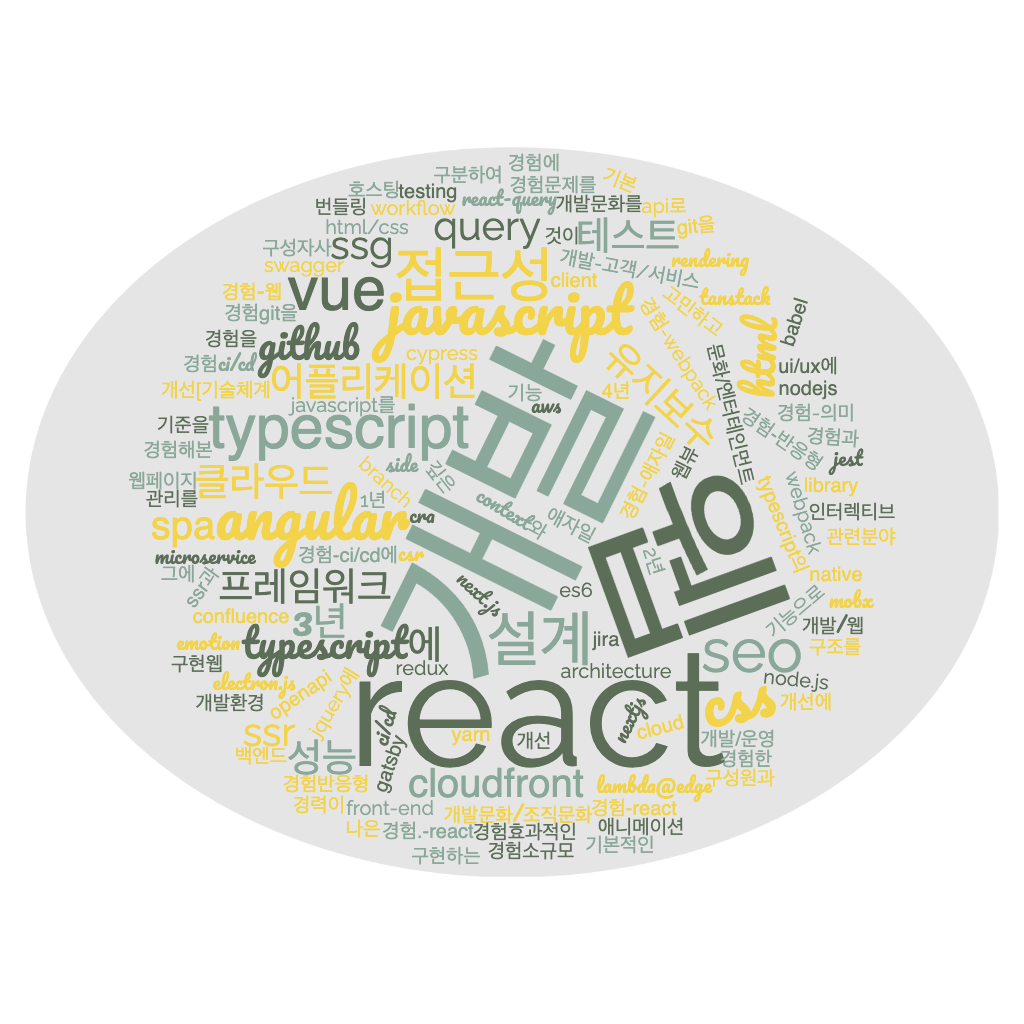 경험에
구분하여
호스팅
testing
react-query
경험문제를
기본
번들링
workflow
개발문화를
api로
html/css
ssg
query
것이
테스트
git을
구성자사
swagger
접근성
client
개발-고객/서비스
rendering
경험-웹
vue
javascript
고민하고
tanstack
경험git을
경험을
github
cypress
유지보수
경험-webpack
html
babel
경험ci/cd
어플리케이션
개발
기능
4년
문화/엔터테인먼트
ui/ux에
개선[기술체계
javascript를
aws
nodejs
기준을
typescript
경험-의미
경험해본
경험-반응형
경험과
jest
웹페이지
클라우드
branch
side
깊은
경험-애자일
웹뷰
webpack
library
관리를
1년
context와
애자일
웹
typescript의
인터렉티브
spa
angular
cra
관련분야
microservice
경험-ci/cd에
csr
2년
그에
ssr과
프레임워크
next.js
es6
native
mobx
confluence
3년
설계
jira
기능으로
개발/웹
emotion
typescript에
seo
구조를
구현웹
redux
architecture
node.js
electron.js
openapi
jquery에
react
css
개선에
개발환경
ssr
ci/cd
yarn
개선
nextjs
cloud
개발/운영
백엔드
성능
gatsby
경험한
경험반응형
cloudfront
lambda@edge
구성원과
경력이
front-end
개발문화/조직문화
경험-react
나은
경험.-react
경험효과적인
애니메이션
구현하는
경험소규모
기본적인